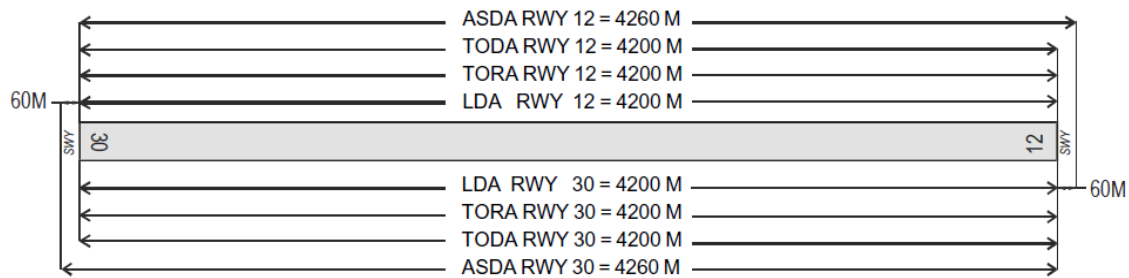 ASDA RWY 12 = 4260 M
TODA RWY 12 = 4200 M
TORA RWY 12 = 4200 M
60M
LDA RWY 12 = 4200 M
SWY
30
12
SWY
LDA RWY 30 = 4200 M
60M
TORA RWY 30 = 4200 M
TODA RWY 30 = 4200 M
ASDA RWY 30 = 4260 M